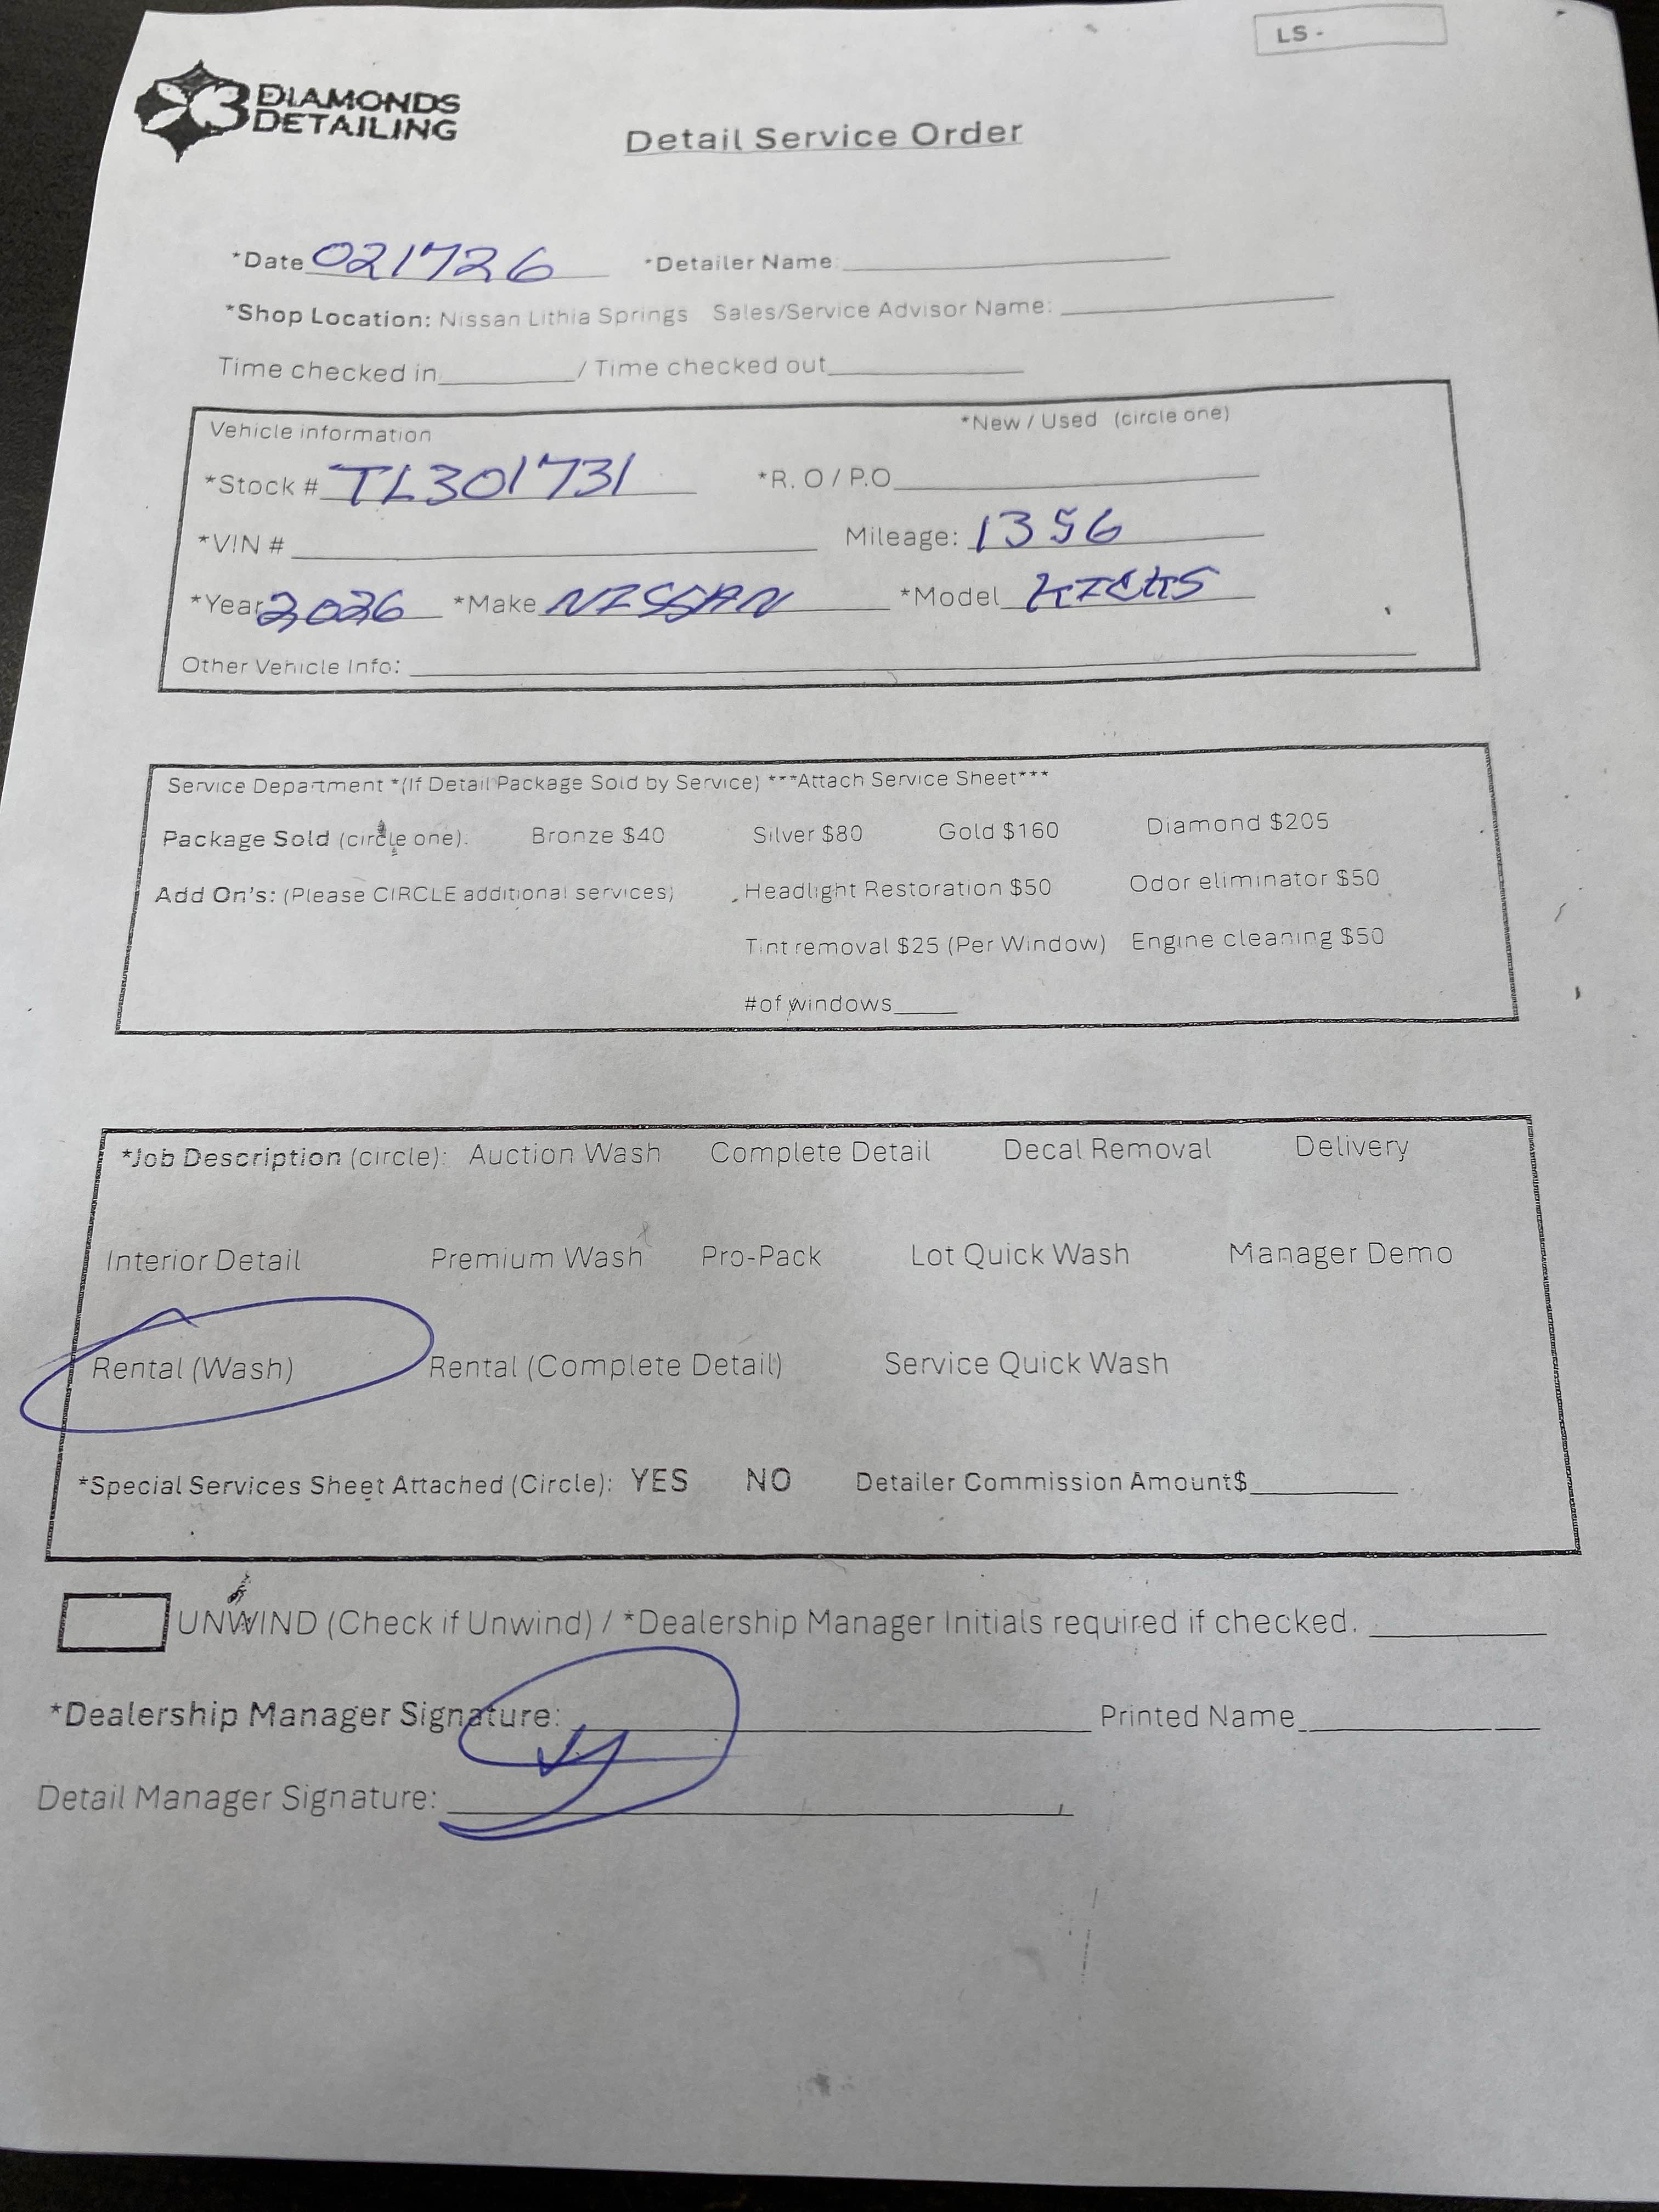 LS -
3 DIAMONDS
DETAILING
Detail Service Order
*Date 021726 *Detailer Name:
*Shop Location: Nissan Lithia Springs Sales/Service Advisor Name:
Time checked in / Time checked out
Vehicle information *New / Used (circle one)
*Stock # TL301731 *R. O / P.O
*VIN # Mileage: 1356
*Year 2026 *Make NISSAN *Model KICKS
Other Vehicle Info:
Service Department *(If Detail Package Sold by Service) ***Attach Service Sheet***
Package Sold (circle one). Bronze $40 Silver $80 Gold $160 Diamond $205
Add On's: (Please CIRCLE additional services) Headlight Restoration $50 Odor eliminator $50
Tint removal $25 (Per Window) Engine cleaning $50
#of windows
*Job Description (circle): Auction Wash Complete Detail Decal Removal Delivery
Interior Detail Premium Wash Pro-Pack Lot Quick Wash Manager Demo
Rental (Wash) Rental (Complete Detail) Service Quick Wash
*Special Services Sheet Attached (Circle): YES NO Detailer Commission Amount$
UNWIND (Check if Unwind) / *Dealership Manager Initials required if checked.
*Dealership Manager Signature: Printed Name
Detail Manager Signature: